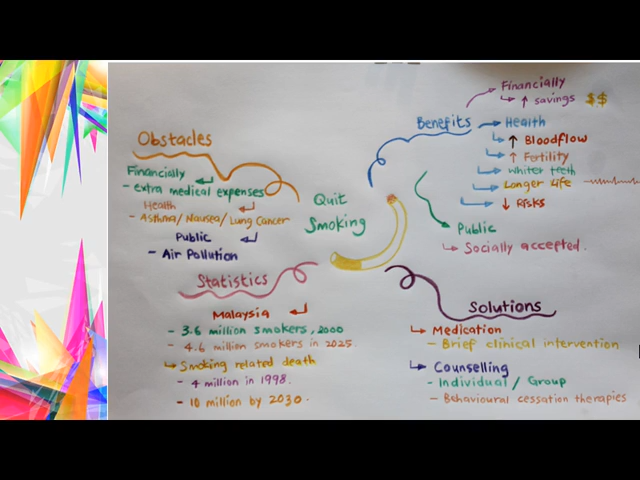 Quit
Smoking
Obstacles
Financially
- extra medical expenses
Health
- Asthma / Nausea / Lung Cancer
Public
- Air Pollution
Benefits
Financially
↑ savings $$
Health
↑ Bloodflow
↑ Fertility
Whiter teeth
Longer Life
↓ Risks
Public
Socially accepted.
Statistics
Malaysia
- 3.6 million smokers, 2000
- 4.6 million smokers in 2025.
Smoking related death
- 4 million in 1998.
- 10 million by 2030.
Solutions
Medication
- Brief clinical intervention
Counselling
- Individual / Group
- Behavioural cessation therapies